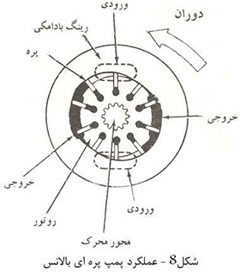 ورودی
دوران
رینگ بادامکی
پره
خروجی
خروجی
روتور
ورودی
محور محرک
شکل8 - عملکرد پمپ پره ای بالانس